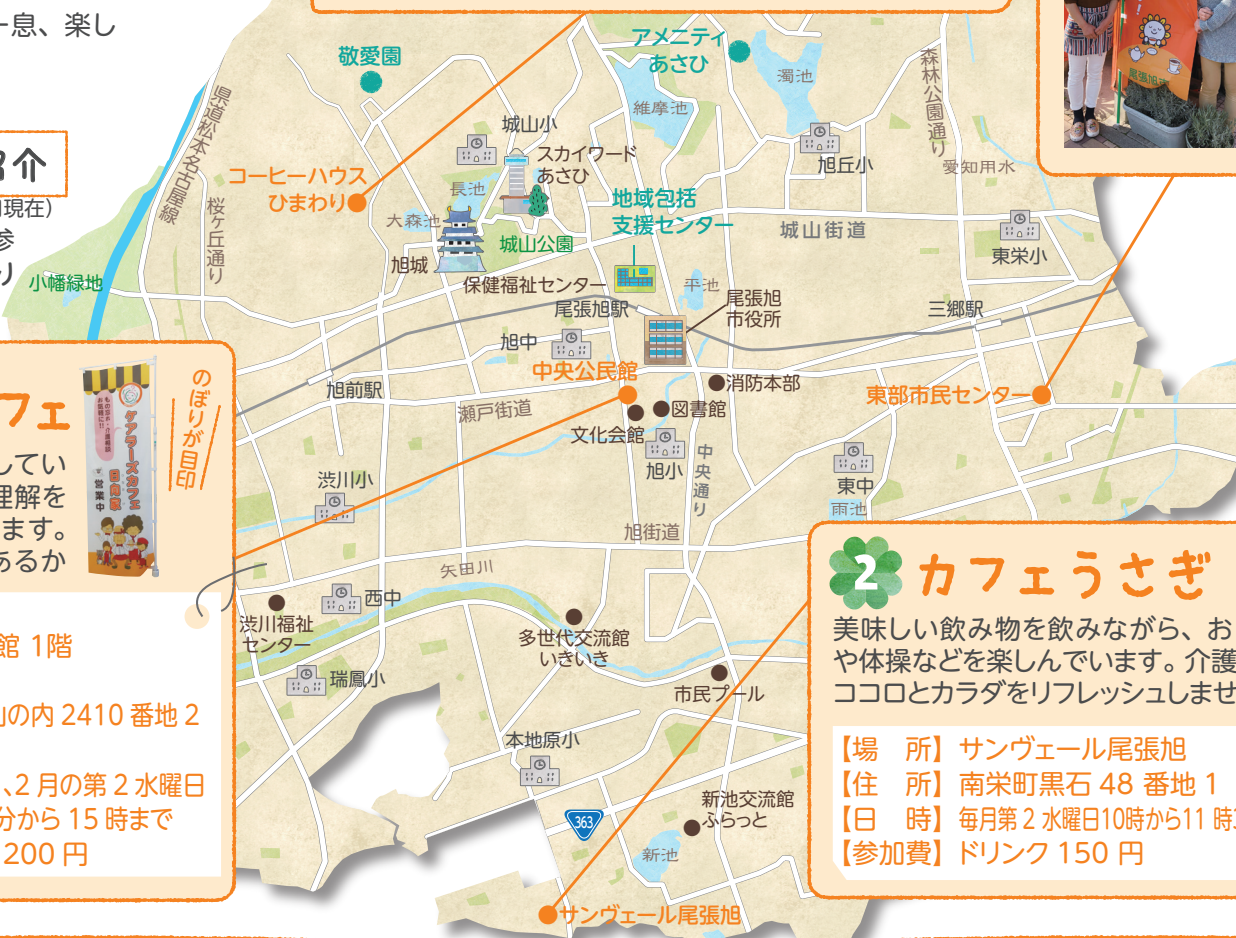 一息、楽し
紹介
現在)
参
り
フェ
してい
理解を
ます。
あるか
のぼりが目印
もの忘れ・介護相談
お気軽に!!
ケアラーズカフェ
日向家
営業中
館 1階
の内 2410 番地 2
、2 月の第 2 水曜日
分から 15 時まで
200 円
敬愛園
アメニティ
あさひ
濁池
維摩池
森林公園通り
愛知用水
県道松本名古屋線
桜ヶ丘通り
小幡緑地
城山小
スカイワード
あさひ
長池
コーヒーハウス
ひまわり
大森池
旭城
城山公園
地域包括
支援センター
旭丘小
城山街道
東栄小
保健福祉センター
平池
尾張旭駅
尾張旭
市役所
三郷駅
旭中
中央公民館
消防本部
旭前駅
瀬戸街道
図書館
文化会館
旭小
中央通り
東部市民センター
東中
雨池
渋川小
旭街道
矢田川
西中
渋川福祉
センター
多世代交流館
いきいき
瑞鳳小
市民プール
本地原小
363
新池交流館
ふらっと
新池
サンヴェール尾張旭
尾張旭市
2 カフェうさぎ
美味しい飲み物を飲みながら、お
や体操などを楽しんでいます。介護
ココロとカラダをリフレッシュしませ
【場　所】サンヴェール尾張旭
【住　所】南栄町黒石 48 番地 1
【日　時】毎月第 2 水曜日10時から11 時3
【参加費】ドリンク 150 円